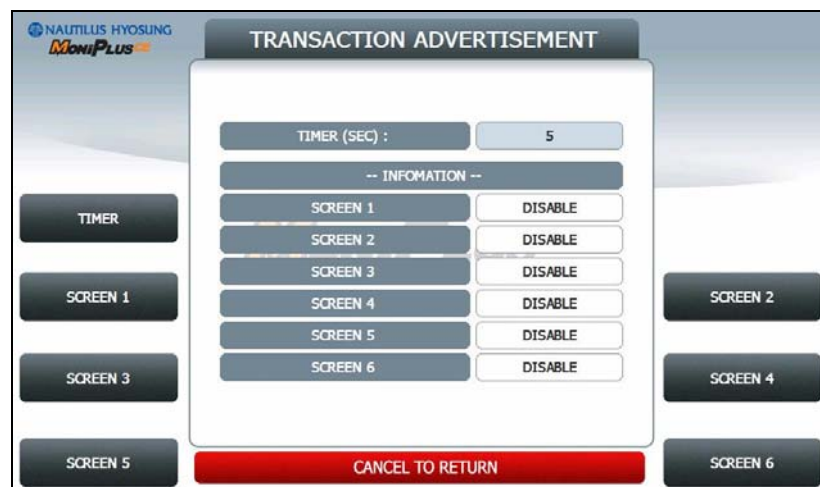 NAUTILUS HYOSUNG
MoniPlus CE
TRANSACTION ADVERTISEMENT
TIMER (SEC) : 5
-- INFOMATION --
SCREEN 1 DISABLE
SCREEN 2 DISABLE
SCREEN 3 DISABLE
SCREEN 4 DISABLE
SCREEN 5 DISABLE
SCREEN 6 DISABLE
TIMER
SCREEN 1
SCREEN 2
SCREEN 3
SCREEN 4
SCREEN 5
CANCEL TO RETURN
SCREEN 6